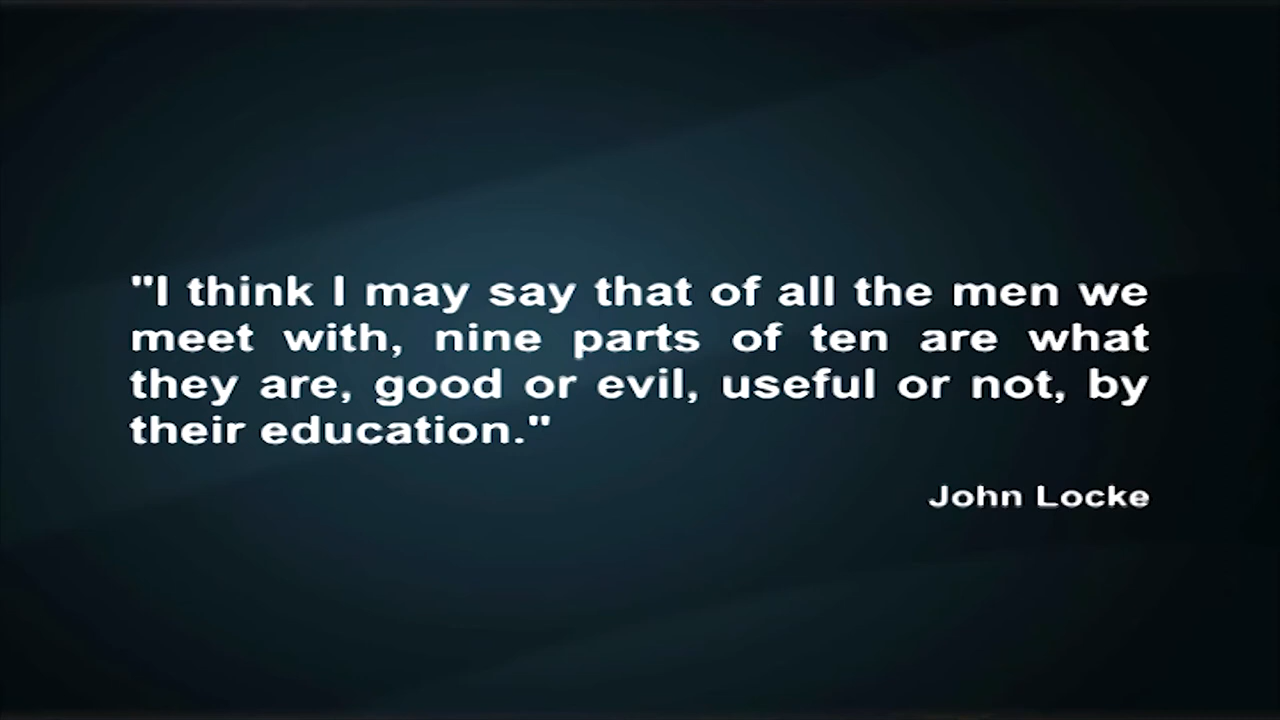 "I think I may say that of all the men we
meet with, nine parts of ten are what
they are, good or evil, useful or not, by
their education."
John Locke